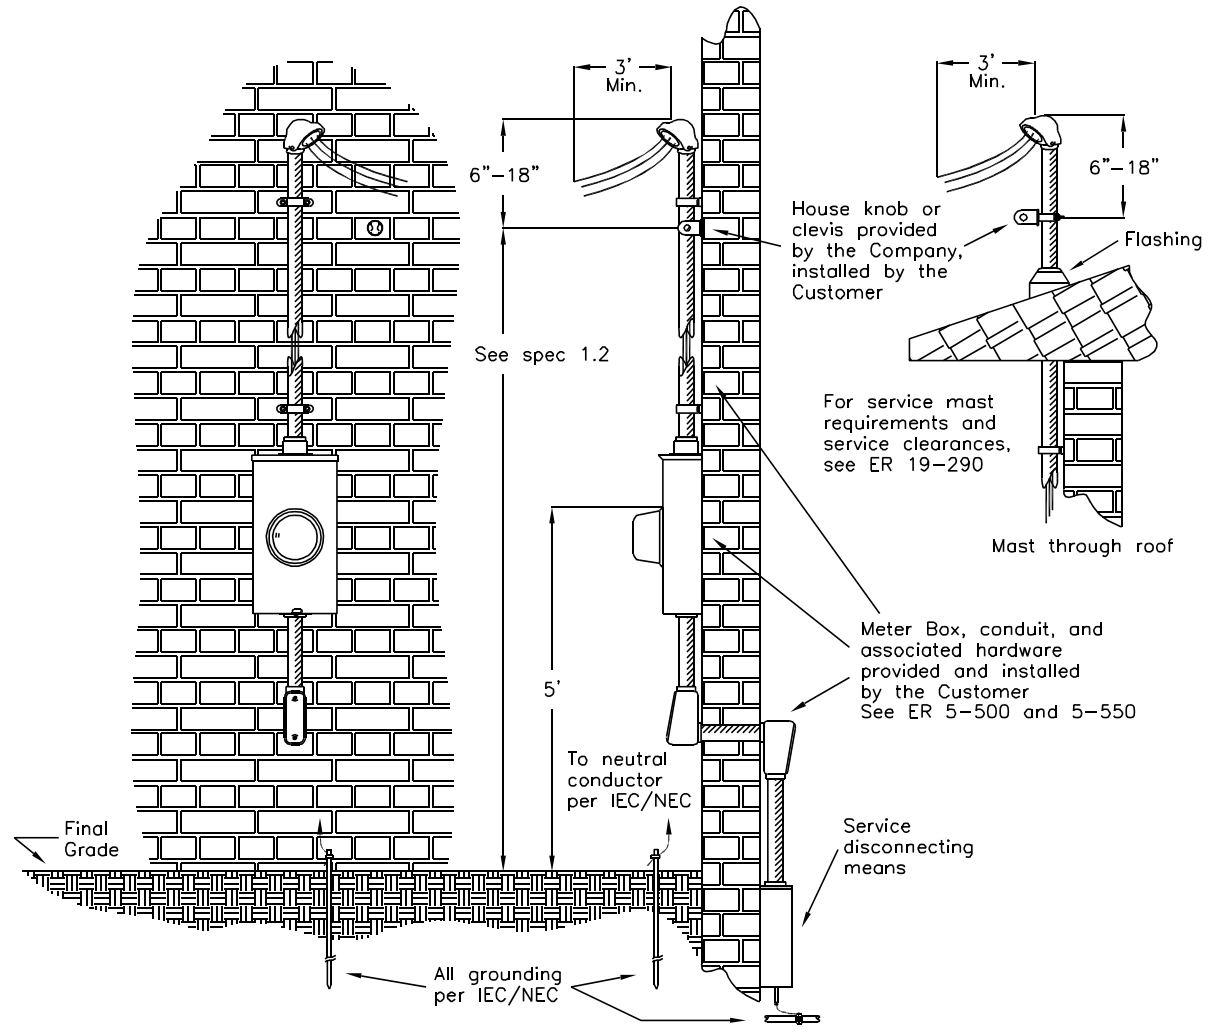 3'
Min.
3'
Min.
6"-18"
6"-18"
House knob or
clevis provided
by the Company,
installed by the
Customer
Flashing
See spec 1.2
For service mast
requirements and
service clearances,
see ER 19-290
Mast through roof
Meter Box, conduit, and
associated hardware
provided and installed
by the Customer
See ER 5-500 and 5-550
5'
To neutral
conductor
per IEC/NEC
Final
Grade
Service
disconnecting
means
All grounding
per IEC/NEC